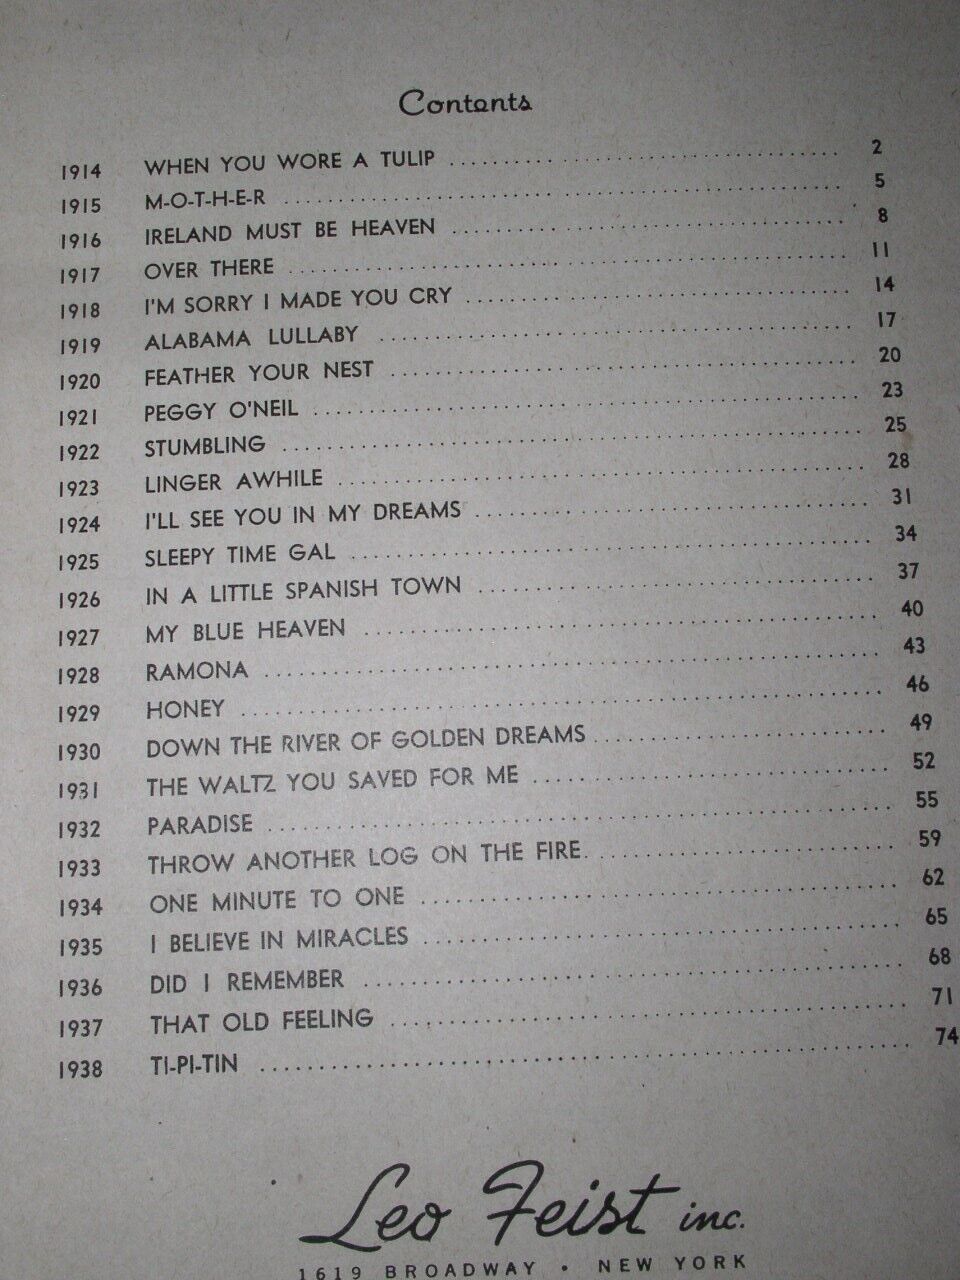 Contents
1914 WHEN YOU WORE A TULIP 2
1915 M-O-T-H-E-R 5
1916 IRELAND MUST BE HEAVEN 8
1917 OVER THERE 11
1918 I'M SORRY I MADE YOU CRY 14
1919 ALABAMA LULLABY 17
1920 FEATHER YOUR NEST 20
1921 PEGGY O'NEIL 23
1922 STUMBLING 25
1923 LINGER AWHILE 28
1924 I'LL SEE YOU IN MY DREAMS 31
1925 SLEEPY TIME GAL 34
1926 IN A LITTLE SPANISH TOWN 37
1927 MY BLUE HEAVEN 40
1928 RAMONA 43
1929 HONEY 46
1930 DOWN THE RIVER OF GOLDEN DREAMS 49
1931 THE WALTZ YOU SAVED FOR ME 52
1932 PARADISE 55
1933 THROW ANOTHER LOG ON THE FIRE 59
1934 ONE MINUTE TO ONE 62
1935 I BELIEVE IN MIRACLES 65
1936 DID I REMEMBER 68
1937 THAT OLD FEELING 71
1938 TI-PI-TIN 74
Leo Feist inc.
1619 BROADWAY • NEW YORK